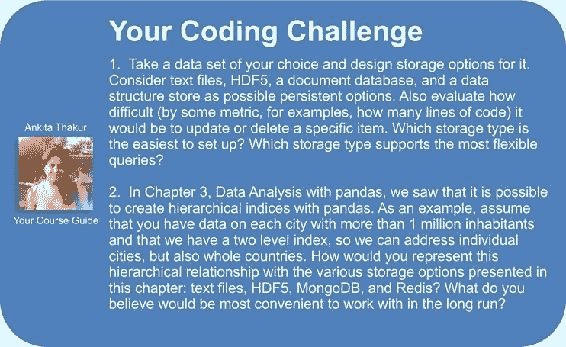 Your Coding Challenge
1. Take a data set of your choice and design storage options for it.
Consider text files, HDF5, a document database, and a data
structure store as possible persistent options. Also evaluate how
difficult (by some metric, for examples, how many lines of code) it
would be to update or delete a specific item. Which storage type is
the easiest to set up? Which storage type supports the most flexible
queries?
Ankita Thakur
Your Course Guide
2. In Chapter 3, Data Analysis with pandas, we saw that it is possible
to create hierarchical indices with pandas. As an example, assume
that you have data on each city with more than 1 million inhabitants
and that we have a two level index, so we can address individual
cities, but also whole countries. How would you represent this
hierarchical relationship with the various storage options presented in
this chapter: text files, HDF5, MongoDB, and Redis? What do you
believe would be most convenient to work with in the long run?